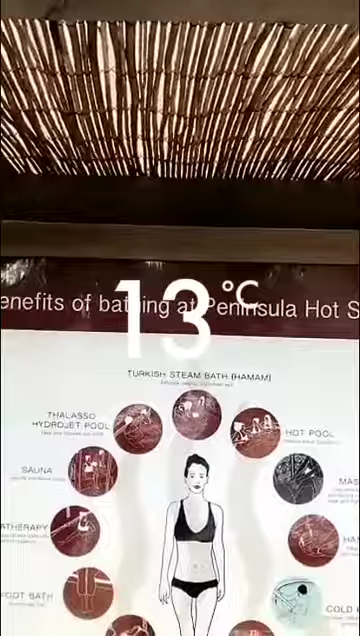 enefits of bathing at Peninsula Hot S
13°C
TURKISH STEAM BATH (HAMAM)
THALASSO
HYDROJET POOL
HOT POOL
SAUNA
MAS
ATHERAPY
HAM
FOOT BATH
COLD